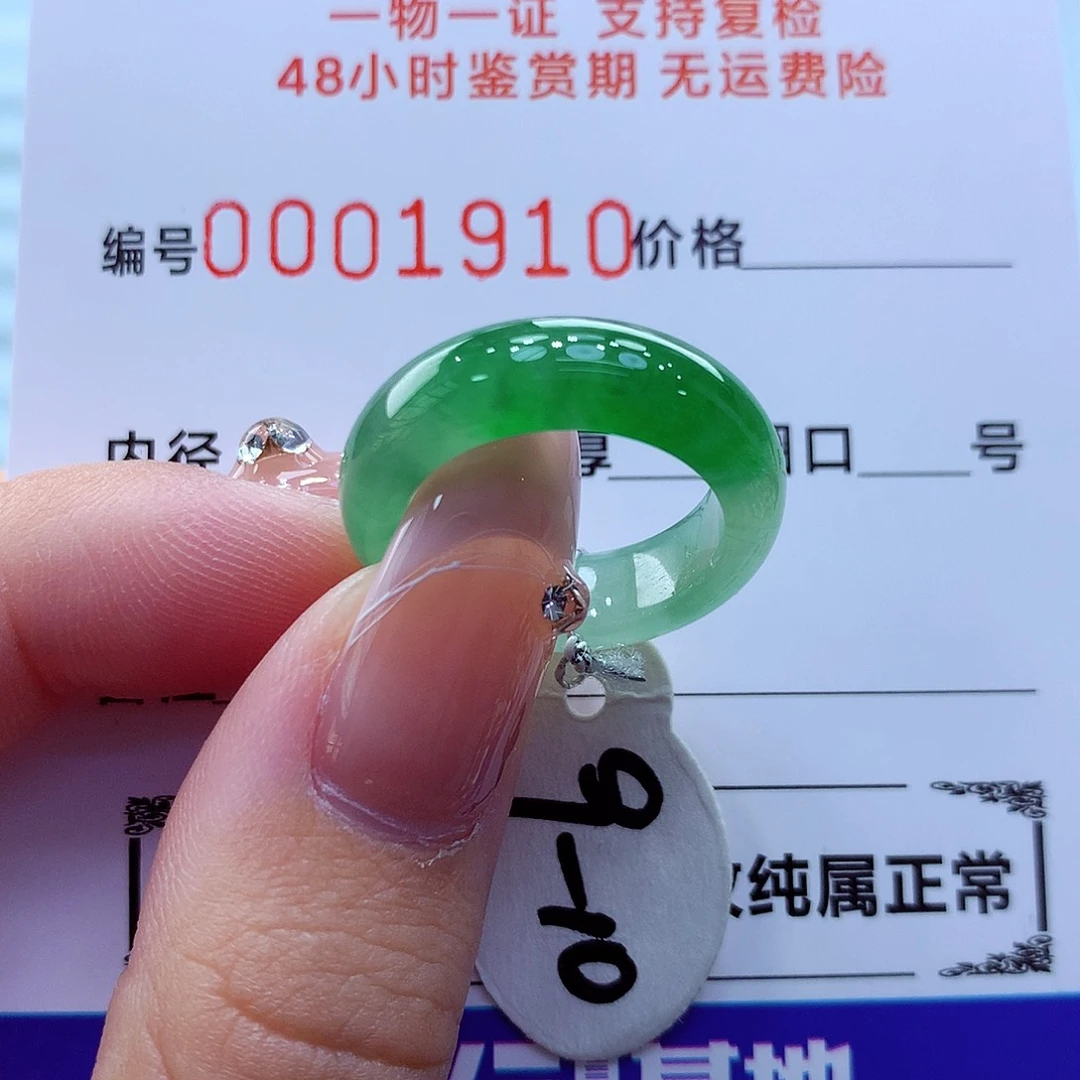 一物一证 支持复检
48小时鉴赏期 无运费险
编号0001910价格
内径 厚 口 号
纯属正常
9-10
基地